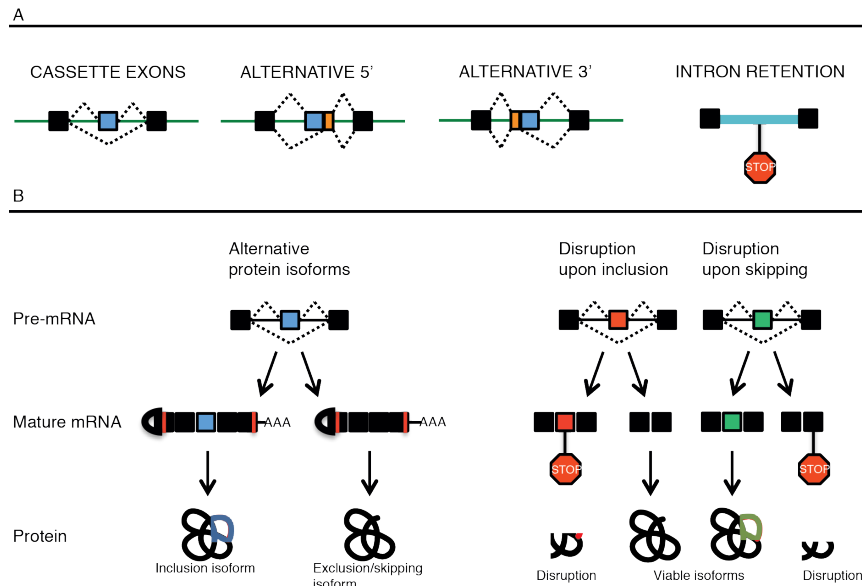 A
CASSETTE EXONS
ALTERNATIVE 5’
ALTERNATIVE 3’
INTRON RETENTION
STOP
B
Alternative
protein isoforms
Disruption
upon inclusion
Disruption
upon skipping
Pre-mRNA
Mature mRNA
AAA
AAA
STOP
STOP
Protein
Inclusion isoform
Exclusion/skipping
isoform
Disruption
Viable isoforms
Disruption